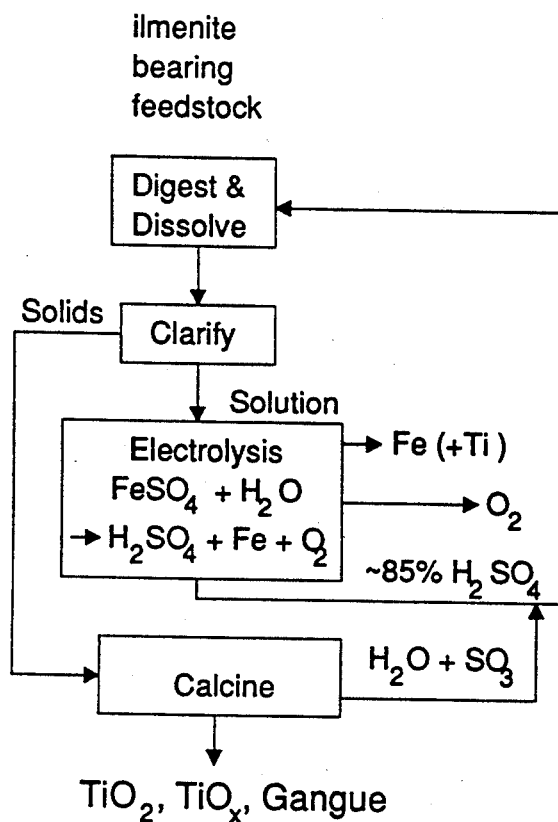 ilmenite
bearing
feedstock
Digest &
Dissolve
Solids
Clarify
Solution
Electrolysis
FeSO₄ + H₂O
→ H₂SO₄ + Fe + O₂
Fe (+Ti)
O₂
~85% H₂SO₄
H₂O + SO₃
Calcine
TiO₂, TiOₓ, Gangue